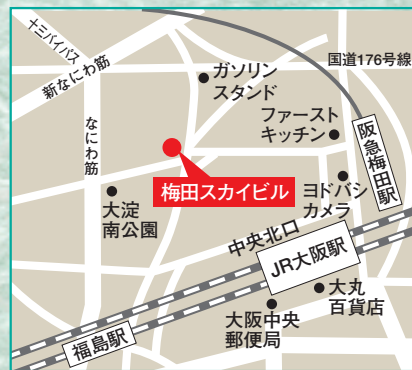 十三バイパス
新なにわ筋
なにわ筋
ガソリン
スタンド
国道176号線
ファースト
キッチン
阪急梅田駅
梅田スカイビル
大淀
南公園
ヨドバシ
カメラ
中央北口
JR大阪駅
大丸
百貨店
大阪中央
郵便局
福島駅